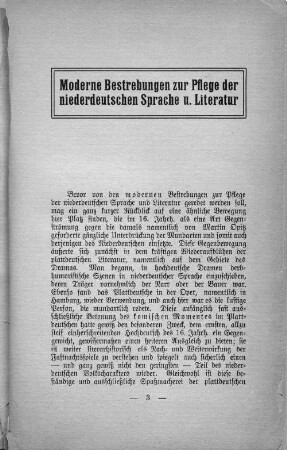 Moderne Bestrebungen zur Pflege der
niederdeutschen Sprache u. Literatur
Bevor von den modernen Bestrebungen zur Pflege
der niederdeutschen Sprache und Literatur geredet werden soll,
mag ein ganz kurzer Rückblick auf eine ähnliche Bewegung
hier Platz finden, die im 16. Jahrh. als eine Art Gegen-
strömung gegen die damals namentlich von Martin Opitz
geforderte gänzliche Unterdrückung der Mundarten und somit auch
derjenigen des Niederdeutschen einsetzte. Diese Gegenbewegung
äußerte sich zunächst in dem kräftigen Wiederaufblühen der
plattdeutschen Literatur, namentlich auf dem Gebiete des
Dramas. Man begann, in hochdeutsche Dramen derb-
humoristische Szenen in niederdeutscher Sprache einzuschieben,
deren Träger vornehmlich der Narr oder der Bauer war.
Ebenso fand das Plattdeutsche in der Oper, namentlich in
Hamburg, wieder Verwendung, und auch hier war es die lustige
Person, die mundartlich redete. Diese anfänglich fast aus-
schließliche Betonung des komischen Momentes im Platt-
deutschen hatte gewiß den besonderen Zweck, dem ernsten, allzu
steif einherschreitenden Hochdeutsch des 16. Jahrh. ein Gegen-
gewicht, gewissermaßen einen heiteren Ausgleich zu bieten; sie
ist weiter literarhistorisch als Nach- und Weiterwirkung der
Fastnachtsspiele zu verstehen und spiegelt auch sicherlich einen
— und ganz gewiß nicht den geringsten — Teil des nieder-
deutschen Volkscharakters wieder. Gleichwohl ist diese be-
ständige und ausschließliche Spaßmacherei der plattdeutschen
— 3 —